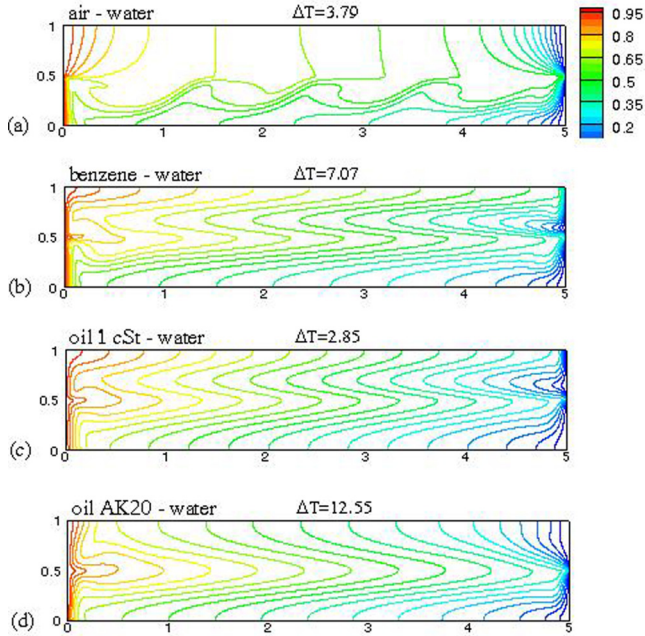 air - water ΔT=3.79
1
0.5
0
0 1 2 3 4 5
(a)
0.95
0.8
0.65
0.5
0.35
0.2
benzene - water ΔT=7.07
1
0.5
0
0 1 2 3 4 5
(b)
oil 1 cSt - water ΔT=2.85
1
0.5
0
0 1 2 3 4 5
(c)
oil AK20 - water ΔT=12.55
1
0.5
0
0 1 2 3 4 5
(d)